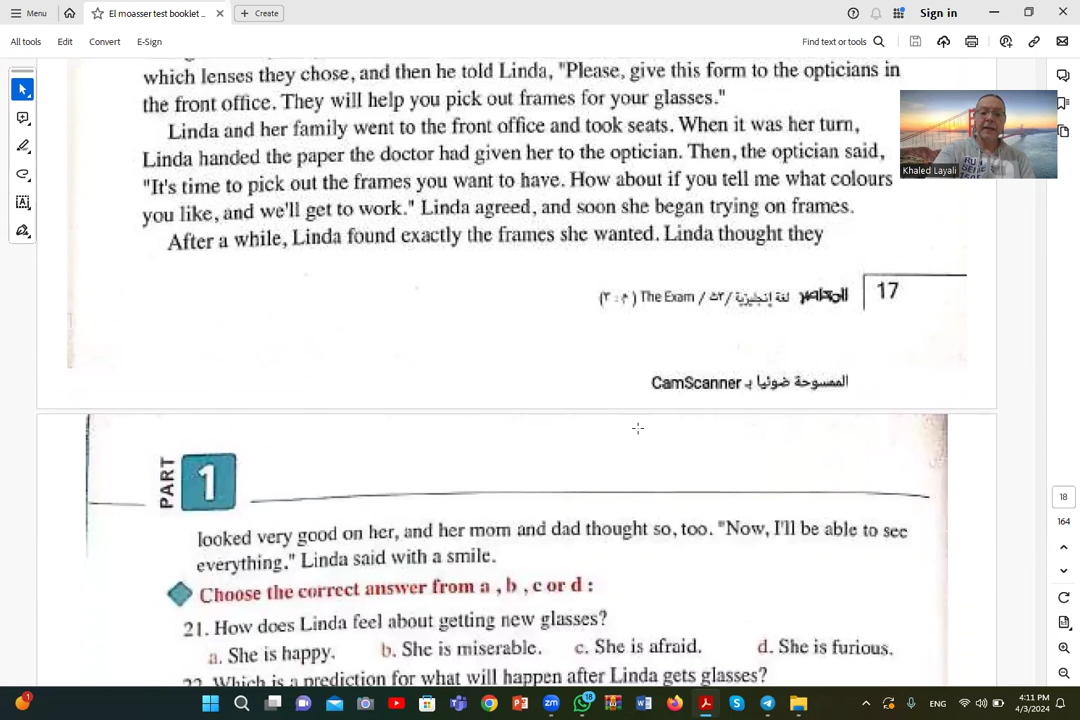 Menu
El moasser test booklet ...
Create
Sign in
All tools
Edit
Convert
E-Sign
Find text or tools
which lenses they chose, and then he told Linda, "Please, give this form to the opticians in
the front office. They will help you pick out frames for your glasses."
Linda and her family went to the front office and took seats. When it was her turn,
Linda handed the paper the doctor had given her to the optician. Then, the optician said,
"It's time to pick out the frames you want to have. How about if you tell me what colours
you like, and we'll get to work." Linda agreed, and soon she began trying on frames.
After a while, Linda found exactly the frames she wanted. Linda thought they
Khaled Layali
المعاصر لغة إنجليزية /٣ث / The Exam (م : ٣)
17
الممسوحة ضوئيا بـ CamScanner
PART
1
looked very good on her, and her mom and dad thought so, too. "Now, I'll be able to see
everything." Linda said with a smile.
Choose the correct answer from a , b , c or d :
21. How does Linda feel about getting new glasses?
a. She is happy. b. She is miserable. c. She is afraid. d. She is furious.
22. Which is a prediction for what will happen after Linda gets glasses?
18
164
1
18
ENG
4:11 PM
4/3/2024